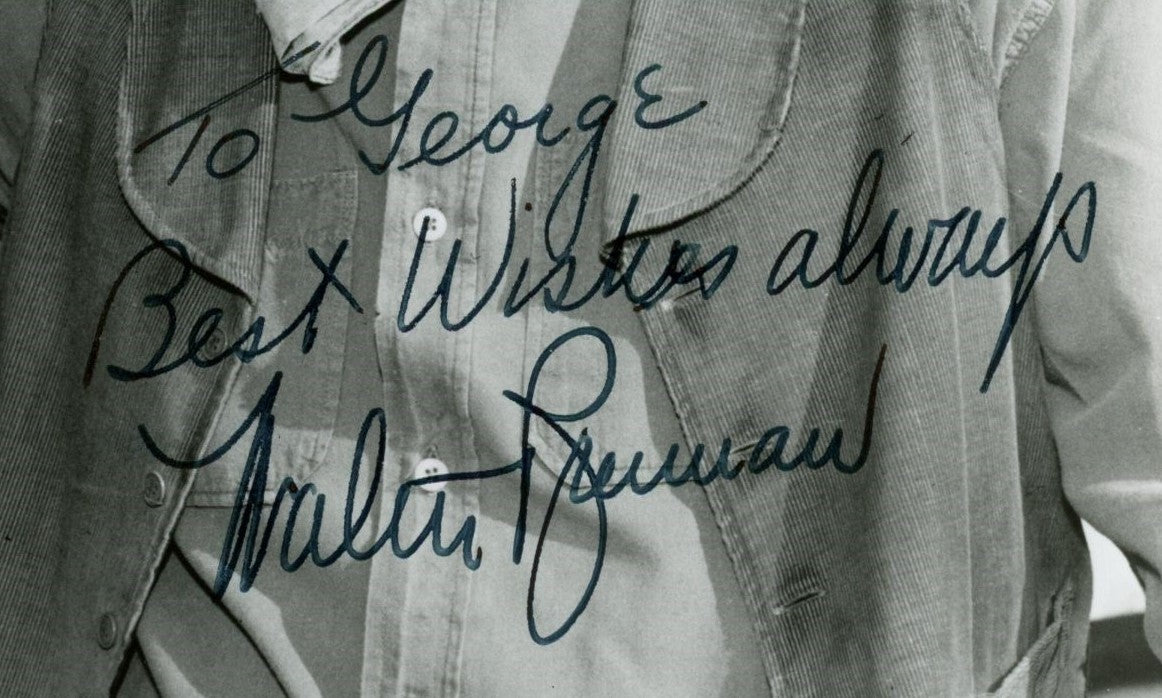 To George
Best Wishes always
Walter Brennan